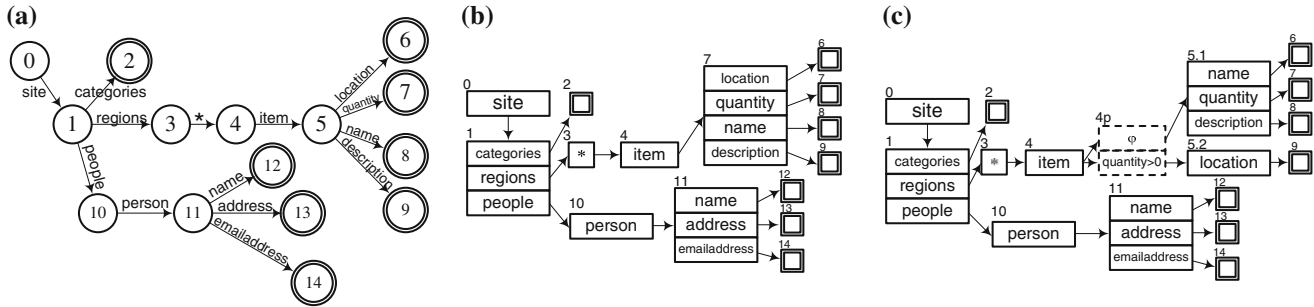 (a)
0
site
1
categories
2
regions
3
*
4
item
5
location
6
quantity
7
name
8
description
9
people
10
person
11
name
12
address
13
emailaddress
14
(b)
0
site
1
categories
regions
people
2
3
*
4
item
7
location
quantity
name
description
6
7
8
9
10
person
11
name
address
emailaddress
12
13
14
(c)
0
site
1
categories
regions
people
2
3
*
4
item
4p
φ
quantity>0
5.1
name
quantity
description
6
7
8
5.2
location
9
10
person
11
name
address
emailaddress
12
13
14